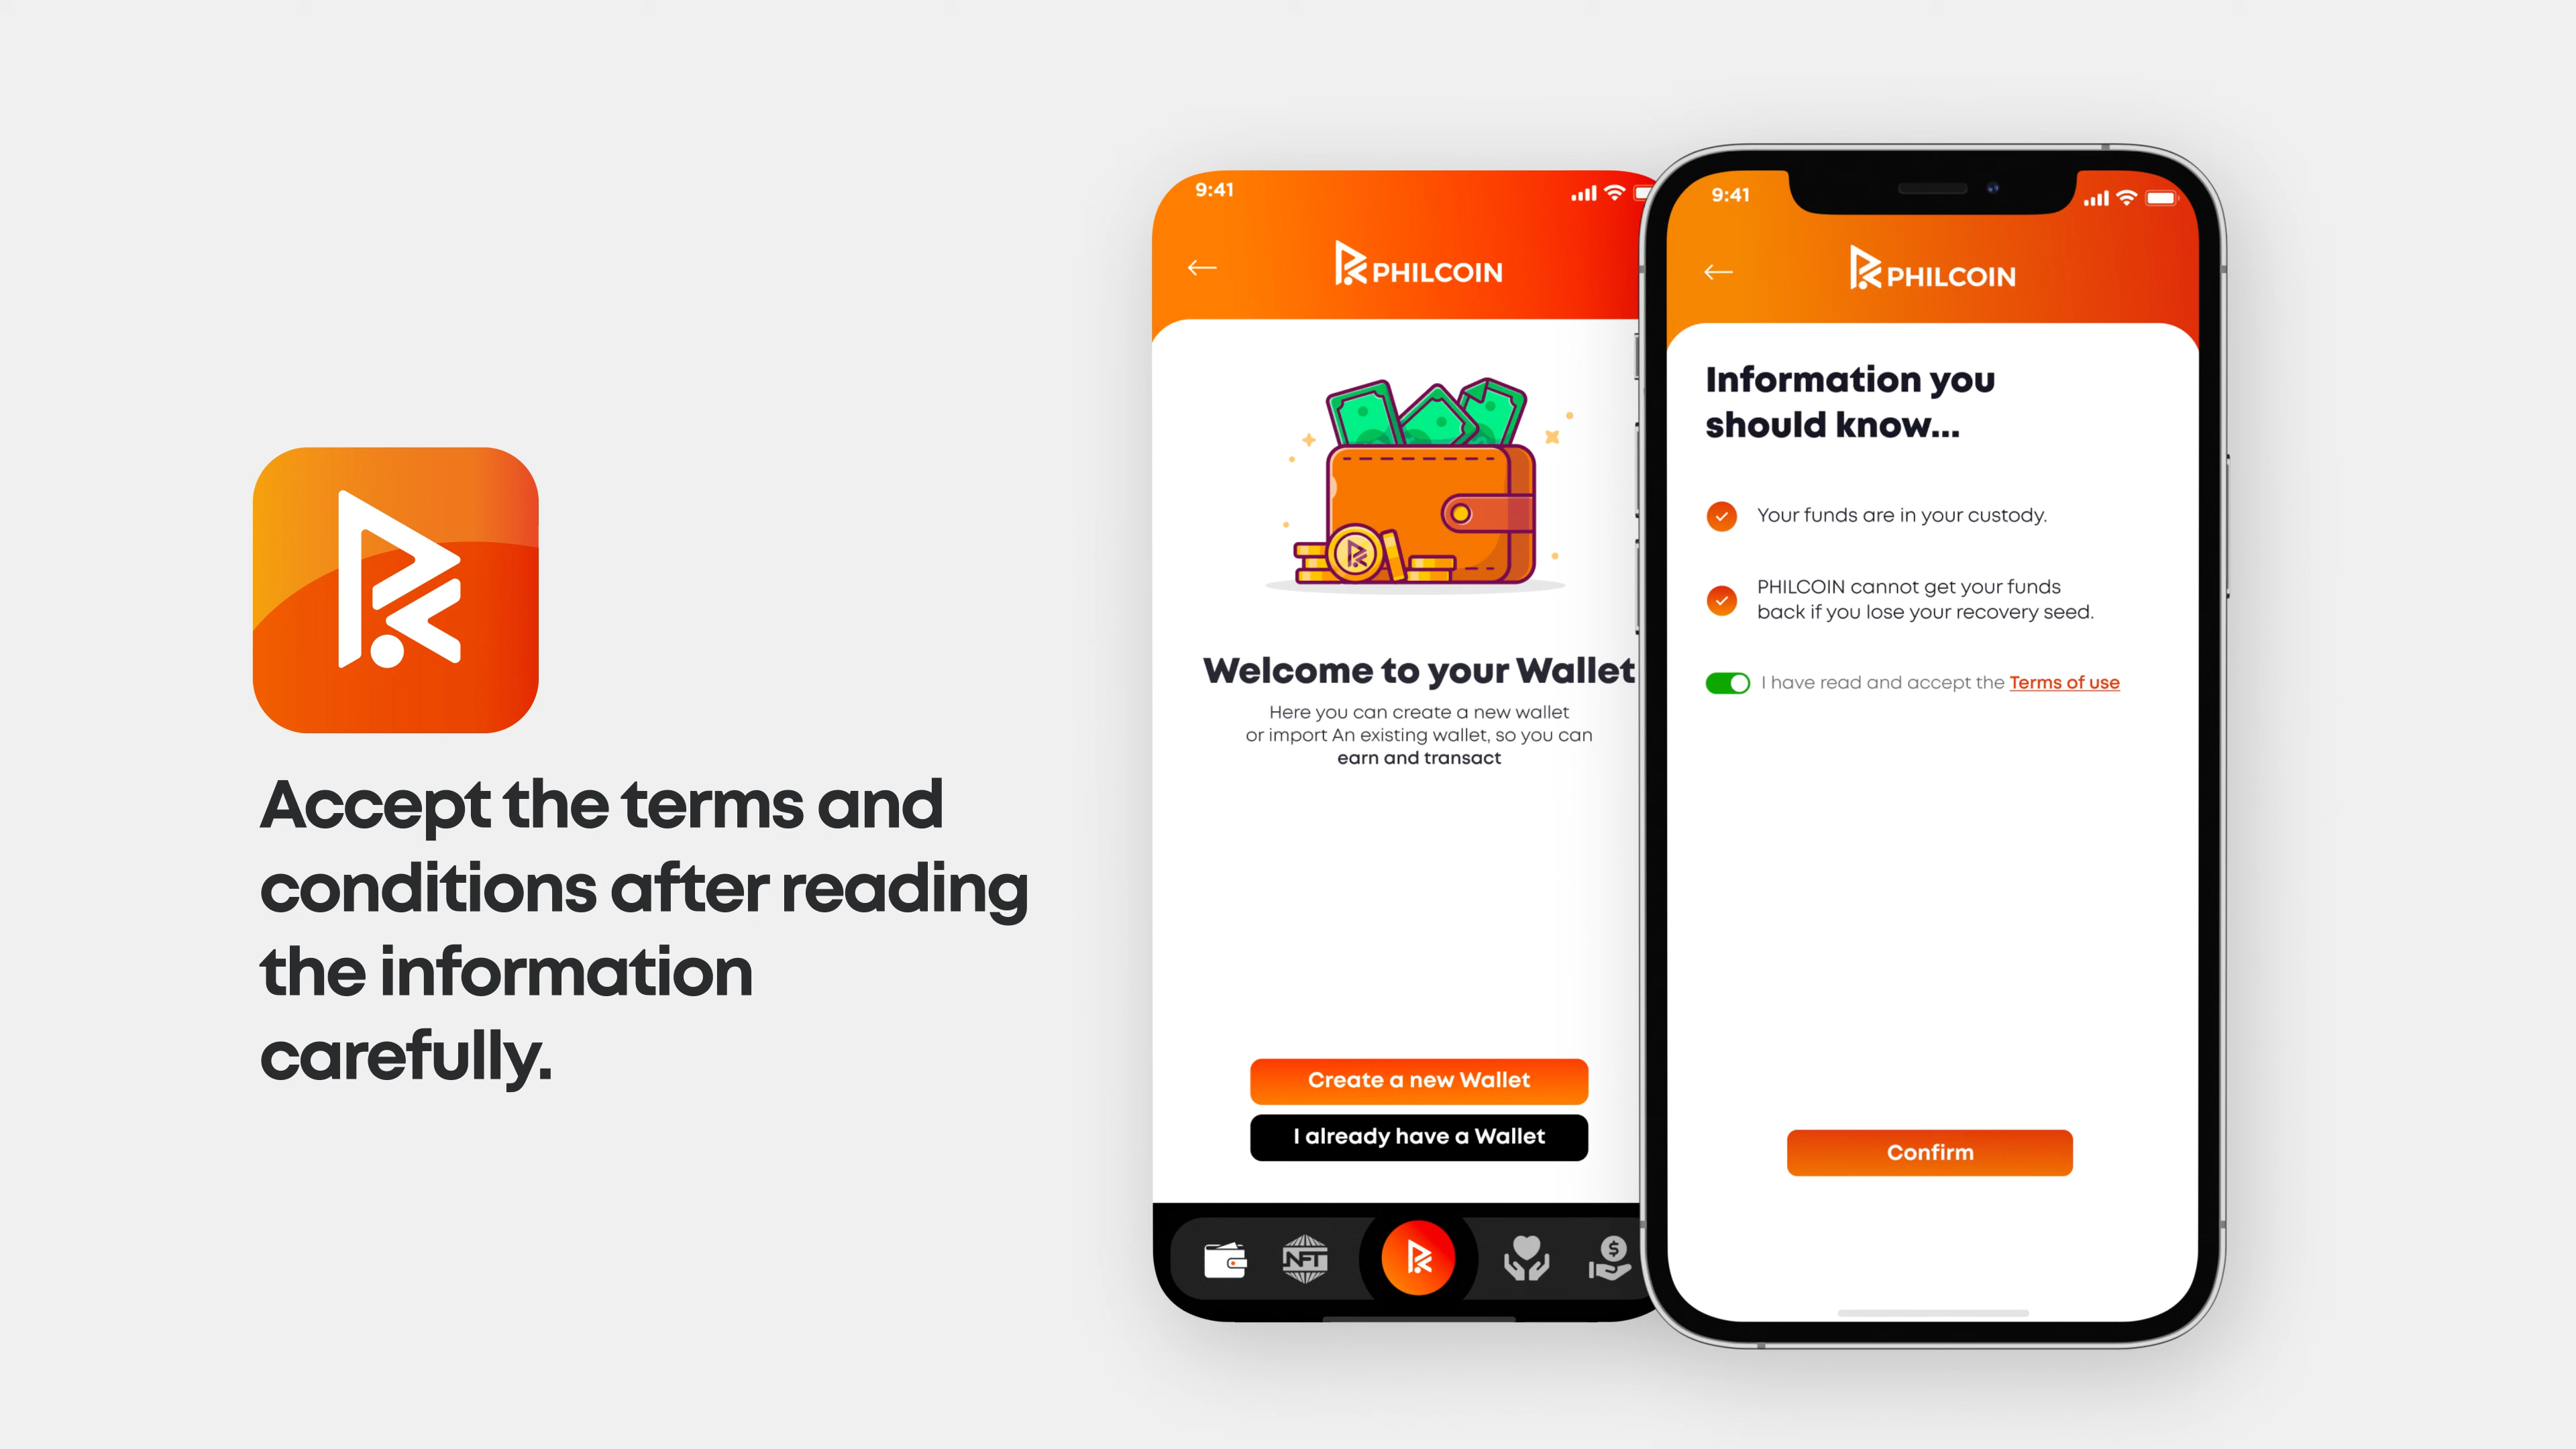 Accept the terms and
conditions after reading
the information
carefully.
9:41
PHILCOIN
Welcome to your Wallet
Here you can create a new wallet
or import An existing wallet, so you can
earn and transact
Create a new Wallet
I already have a Wallet
NFT
9:41
PHILCOIN
Information you
should know...
Your funds are in your custody.
PHILCOIN cannot get your funds
back if you lose your recovery seed.
I have read and accept the Terms of use
Confirm